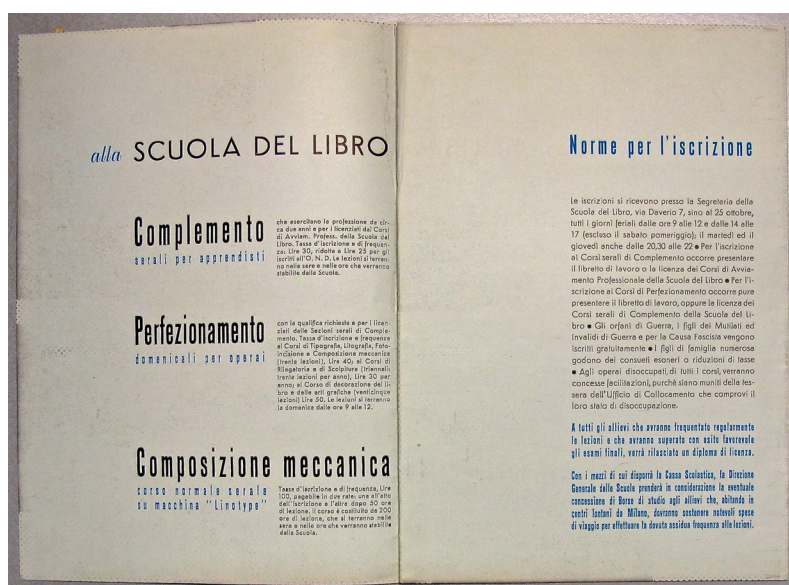 alla SCUOLA DEL LIBRO
Complemento
serali per apprendisti
che esercitano la professione da cir-
ca due anni e per i licenziati dai Corsi
di Avviam. Profess. della Scuola del
Libro. Tassa d'iscrizione e di frequen-
za: Lire 30, ridotte a Lire 25 per gli
iscritti all'O. N. D. Le lezioni si terran-
no nelle sere e nelle ore che verranno
stabilite dalla Scuola.
Perfezionamento
domenicali per operai
con la qualifica richiesta e per i licen-
ziati dalle Sezioni serali di Comple-
mento. Tassa d'iscrizione e frequenza
ai Corsi di Tipografia, Litografia, Foto-
incisione e Composizione meccanica
(trenta lezioni), Lire 40; ai Corsi di
Rilegatoria e di Scolpitura (triennali:
trenta lezioni per anno), Lire 30 per
anno; al Corso di decorazione del li-
bro e delle arti grafiche (venticinque
lezioni) Lire 50. Le lezioni si terranno
la domenica dalle ore 9 alle 12.
Composizione meccanica
corso normale serale
su macchina "Linotype"
Tassa d'iscrizione e di frequenza, Lire
100, pagabile in due rate: una all'atto
dell'iscrizione e l'altra dopo 50 ore
di lezione. Il corso è costituito da 200
ore di lezione, che si terranno nelle
sere e nelle ore che verranno stabilite
dalla Scuola.
Norme per l'iscrizione
Le iscrizioni si ricevono presso la Segreteria della
Scuola del Libro, via Daverio 7, sino al 25 ottobre,
tutti i giorni feriali dalle ore 9 alle 12 e dalle 14 alle
17 (escluso il sabato pomeriggio); il martedì ed il
giovedì anche dalle 20,30 alle 22 ● Per l'iscrizione
ai Corsi serali di Complemento occorre presentare
il libretto di lavoro o la licenza dei Corsi di Avvia-
mento Professionale della Scuola del Libro ● Per l'i-
scrizione ai Corsi di Perfezionamento occorre pure
presentare il libretto di lavoro, oppure la licenza dei
Corsi serali di Complemento della Scuola del Li-
bro ● Gli orfani di Guerra, i figli dei Mutilati ed
Invalidi di Guerra e per la Causa Fascista vengono
iscritti gratuitamente ● I figli di famiglia numerosa
godono dei consueti esoneri o riduzioni di tasse
● Agli operai disoccupati, di tutti i corsi, verranno
concesse facilitazioni, purchè siano muniti della tes-
sera dell'Ufficio di Collocamento che comprovi il
loro stato di disoccupazione.
A tutti gli allievi che avranno frequentato regolarmente
le lezioni e che avranno superato con esito favorevole
gli esami finali, verrà rilasciato un diploma di licenza.
Con i mezzi di cui disporrà la Cassa Scolastica, la Direzione
Generale delle Scuole prenderà in considerazione la eventuale
concessione di Borse di studio agli allievi che, abitando in
centri lontani da Milano, dovranno sostenere notevoli spese
di viaggio per effettuare la dovuta assidua frequenza alle lezioni.